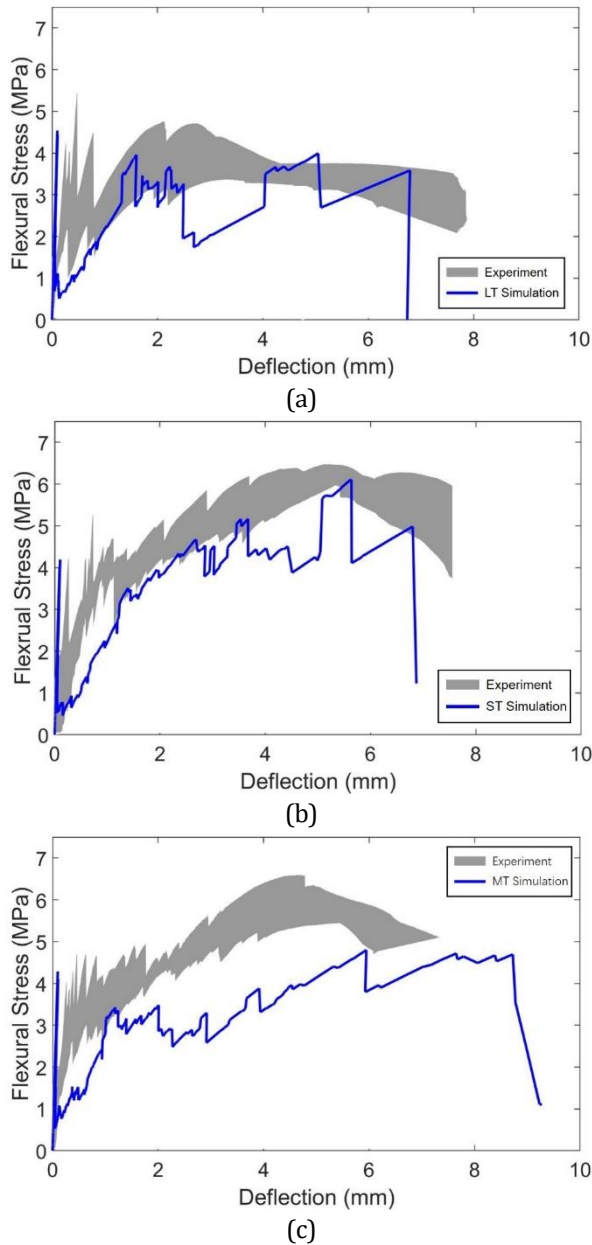 7
6
5
4
3
2
1
0
Flexural Stress (MPa)
Experiment
LT Simulation
0 2 4 6 8 10
Deflection (mm)
(a)
7
6
5
4
3
2
1
0
Flexrual Stress (MPa)
Experiment
ST Simulation
0 2 4 6 8 10
Deflection (mm)
(b)
7
6
5
4
3
2
1
0
Flexural Stress (MPa)
Experiment
MT Simulation
0 2 4 6 8 10
Deflection (mm)
(c)